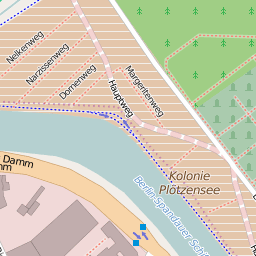 Nelkenweg
Narzissenweg
Dornenweg
Hauptweg
Margeritenweg
Kolonie
Plötzensee
Damm
Berlin-Spandauer Sch